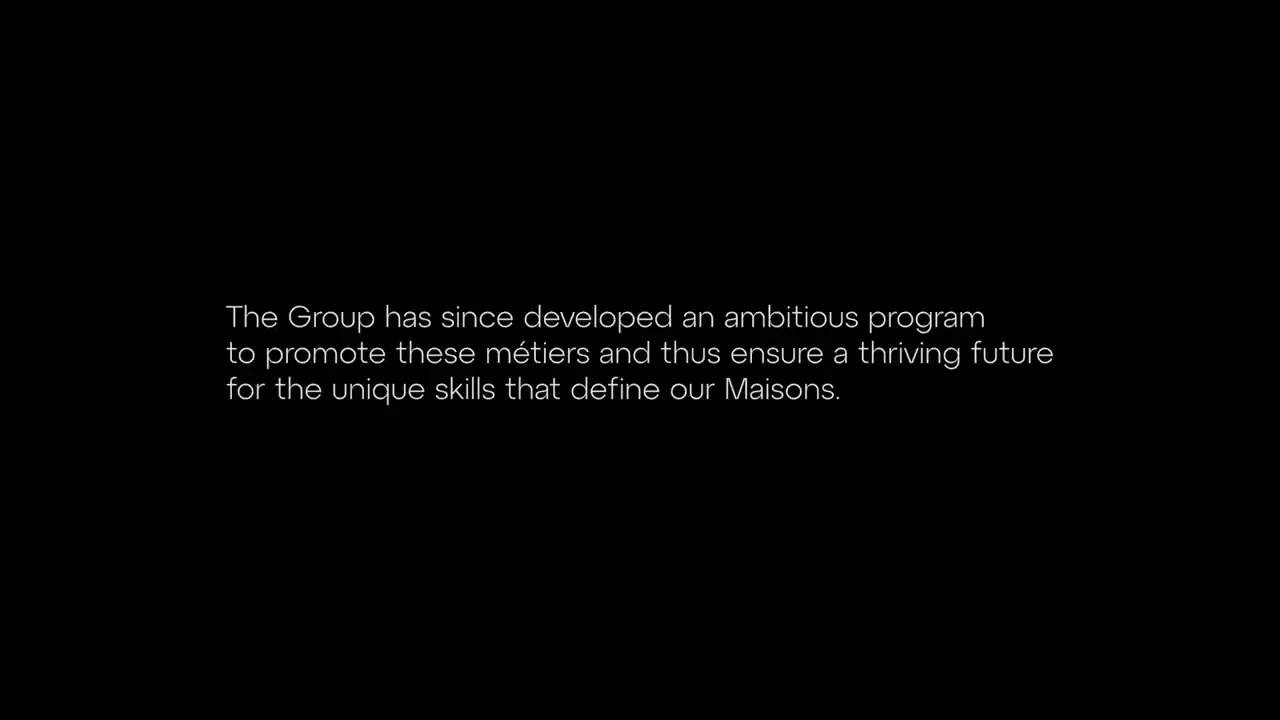 The Group has since developed an ambitious program
to promote these métiers and thus ensure a thriving future
for the unique skills that define our Maisons.